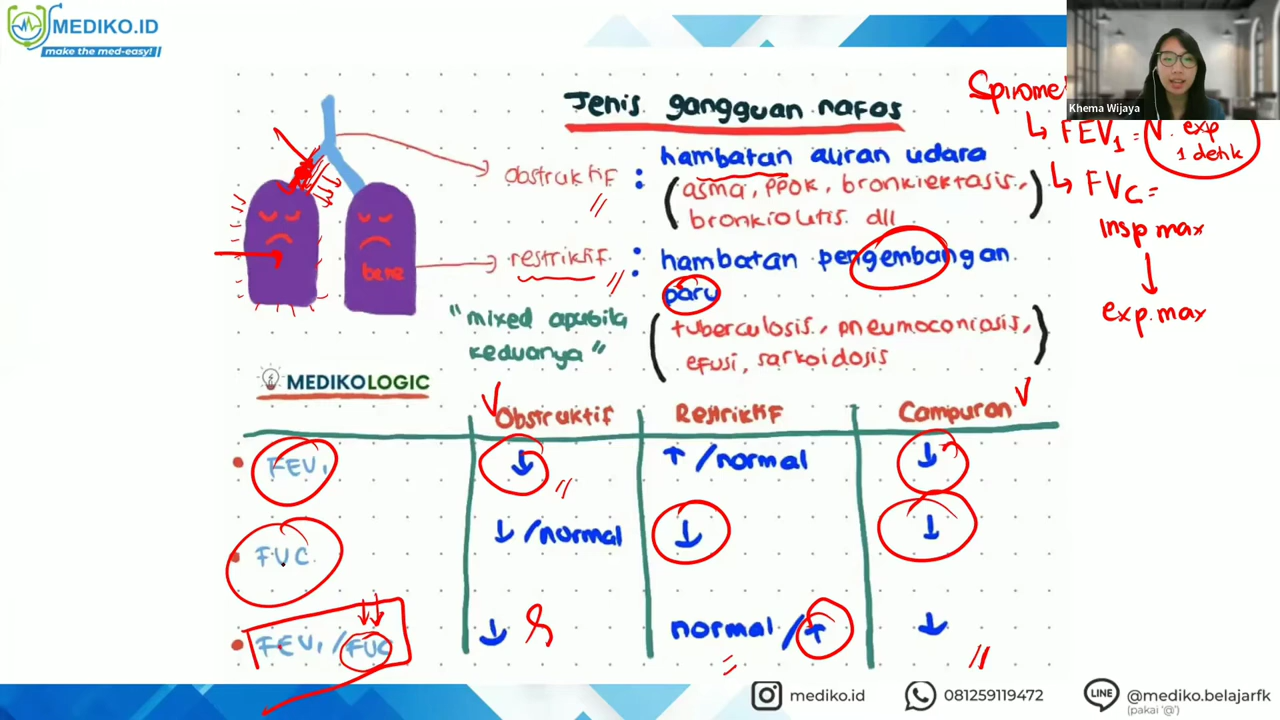 MEDIKO.ID
make the med-easy!
Khema Wijaya
Jenis gangguan nafas
obstruktif : hambatan aliran udara
(asma, PPOK, bronkiektasis,
bronkiolitis dll)
restriktif : hambatan pengembangan
paru
(tuberculosis, pneumoconiosis,
efusi, sarkoidosis)
"mixed apabila
keduanya"
FEV1 = V. exp
1 detik
FVC =
insp max
exp. max
MEDIKOLOGIC
Obstruktif Restriktif Campuran
FEV1 ↓ ↑/normal ↓
FVC ↓/normal ↓ ↓
FEV1/FVC ↓ normal/↑ ↓
mediko.id
081259119472
LINE
@mediko.belajarfk
(pakai '@')